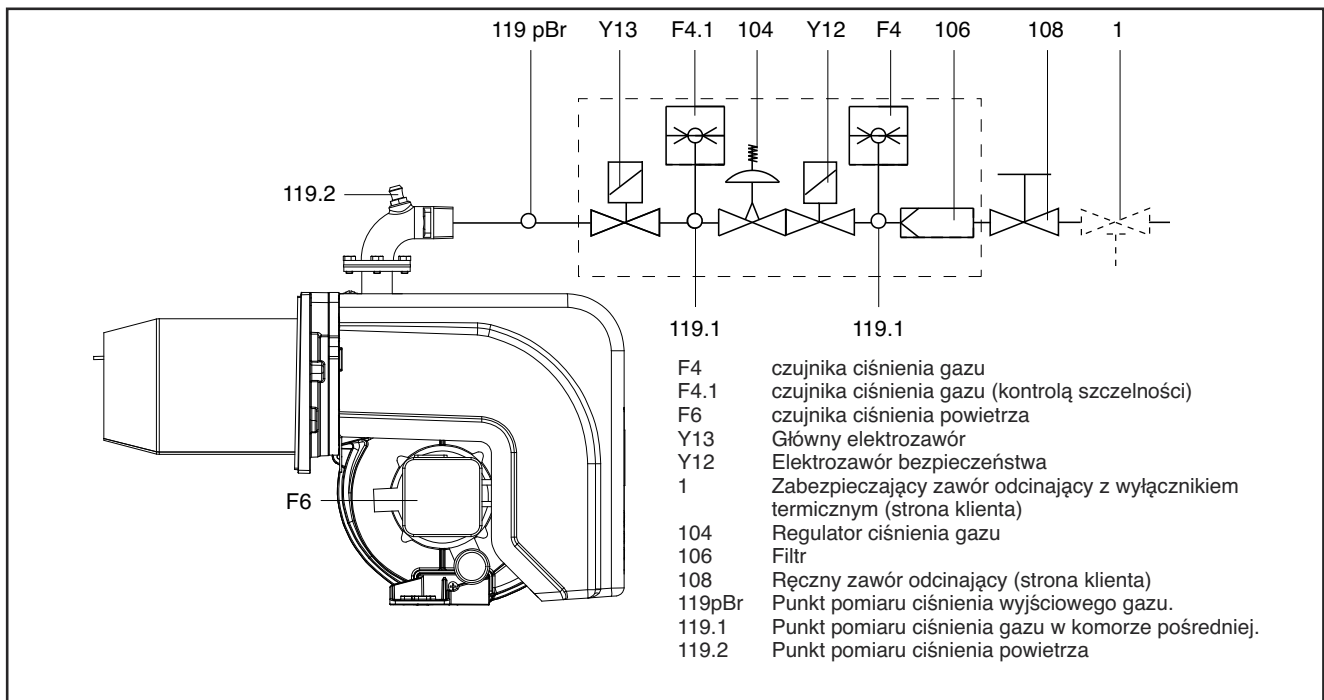 119 pBr Y13 F4.1 104 Y12 F4 106 108 1
119.2
119.1 119.1
F6
F4 czujnika ciśnienia gazu
F4.1 czujnika ciśnienia gazu (kontrolą szczelności)
F6 czujnika ciśnienia powietrza
Y13 Główny elektrozawór
Y12 Elektrozawór bezpieczeństwa
1 Zabezpieczający zawór odcinający z wyłącznikiem
termicznym (strona klienta)
104 Regulator ciśnienia gazu
106 Filtr
108 Ręczny zawór odcinający (strona klienta)
119pBr Punkt pomiaru ciśnienia wyjściowego gazu.
119.1 Punkt pomiaru ciśnienia gazu w komorze pośredniej.
119.2 Punkt pomiaru ciśnienia powietrza